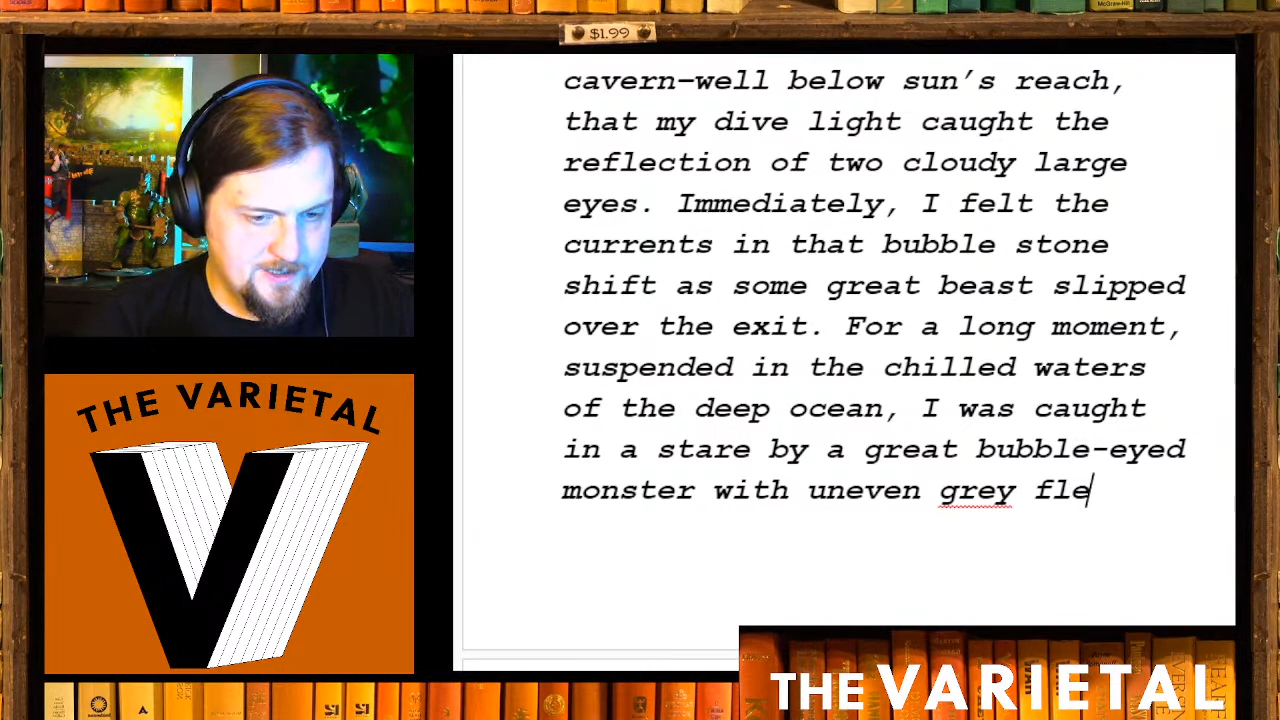 $1.99
McGraw-Hill
cavern—well below sun’s reach,
that my dive light caught the
reflection of two cloudy large
eyes. Immediately, I felt the
currents in that bubble stone
shift as some great beast slipped
over the exit. For a long moment,
suspended in the chilled waters
of the deep ocean, I was caught
in a stare by a great bubble-eyed
monster with uneven grey fle
THE VARIETAL
V
THE VARIETAL